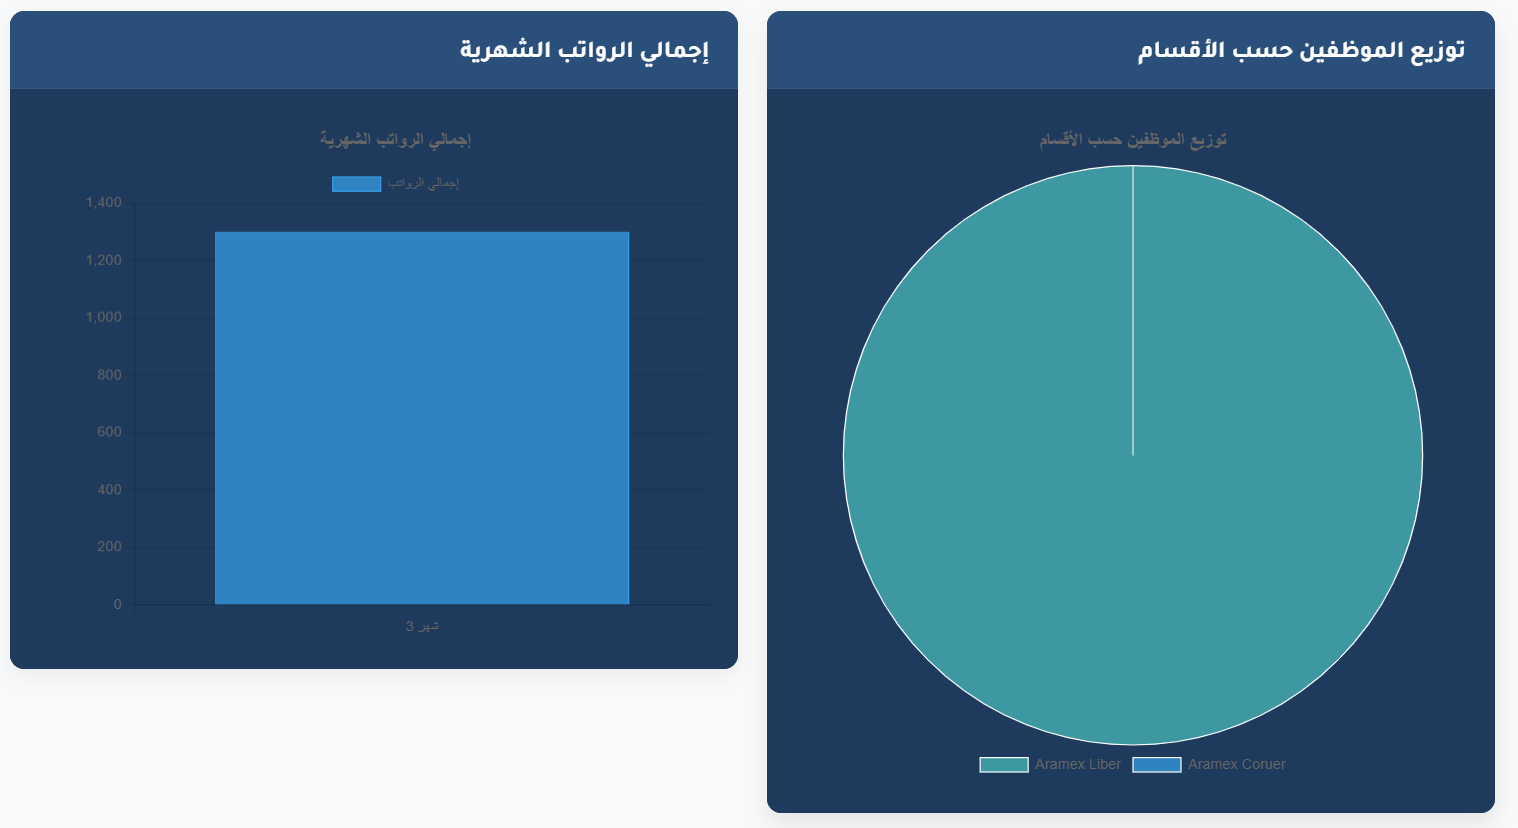 توزيع الموظفين حسب الأقسام
توزيع الموظفين حسب الأقسام
Aramex Liber
Aramex Coruer
إجمالي الرواتب الشهرية
إجمالي الرواتب الشهرية
إجمالي الرواتب
1,400
1,200
1,000
800
600
400
200
0
شهر 3